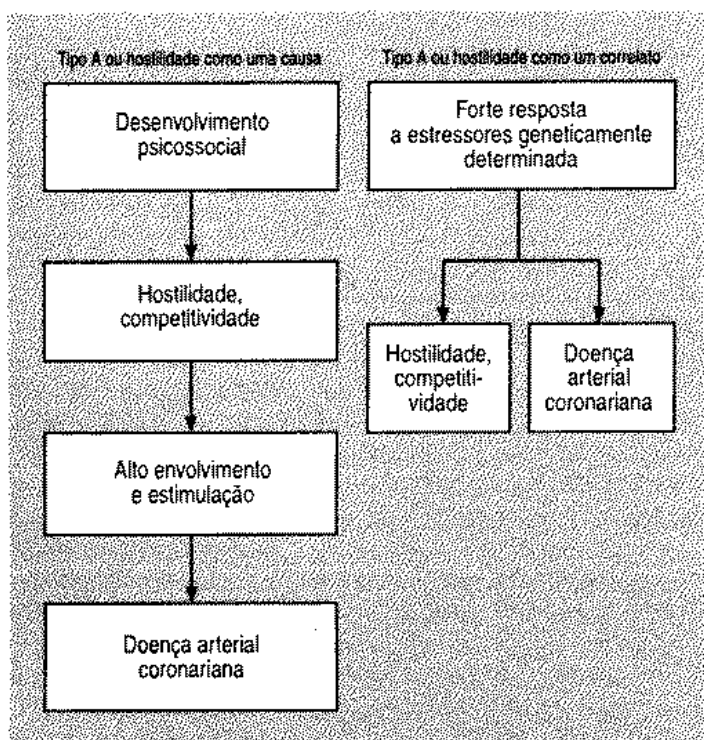 Tipo A ou hostilidade como uma causa
Desenvolvimento
psicossocial
Hostilidade,
competitividade
Alto envolvimento
e estimulação
Doença arterial
coronariana
Tipo A ou hostilidade como um correlato
Forte resposta
a estressores geneticamente
determinada
Hostilidade,
competiti-
vidade
Doença
arterial
coronariana